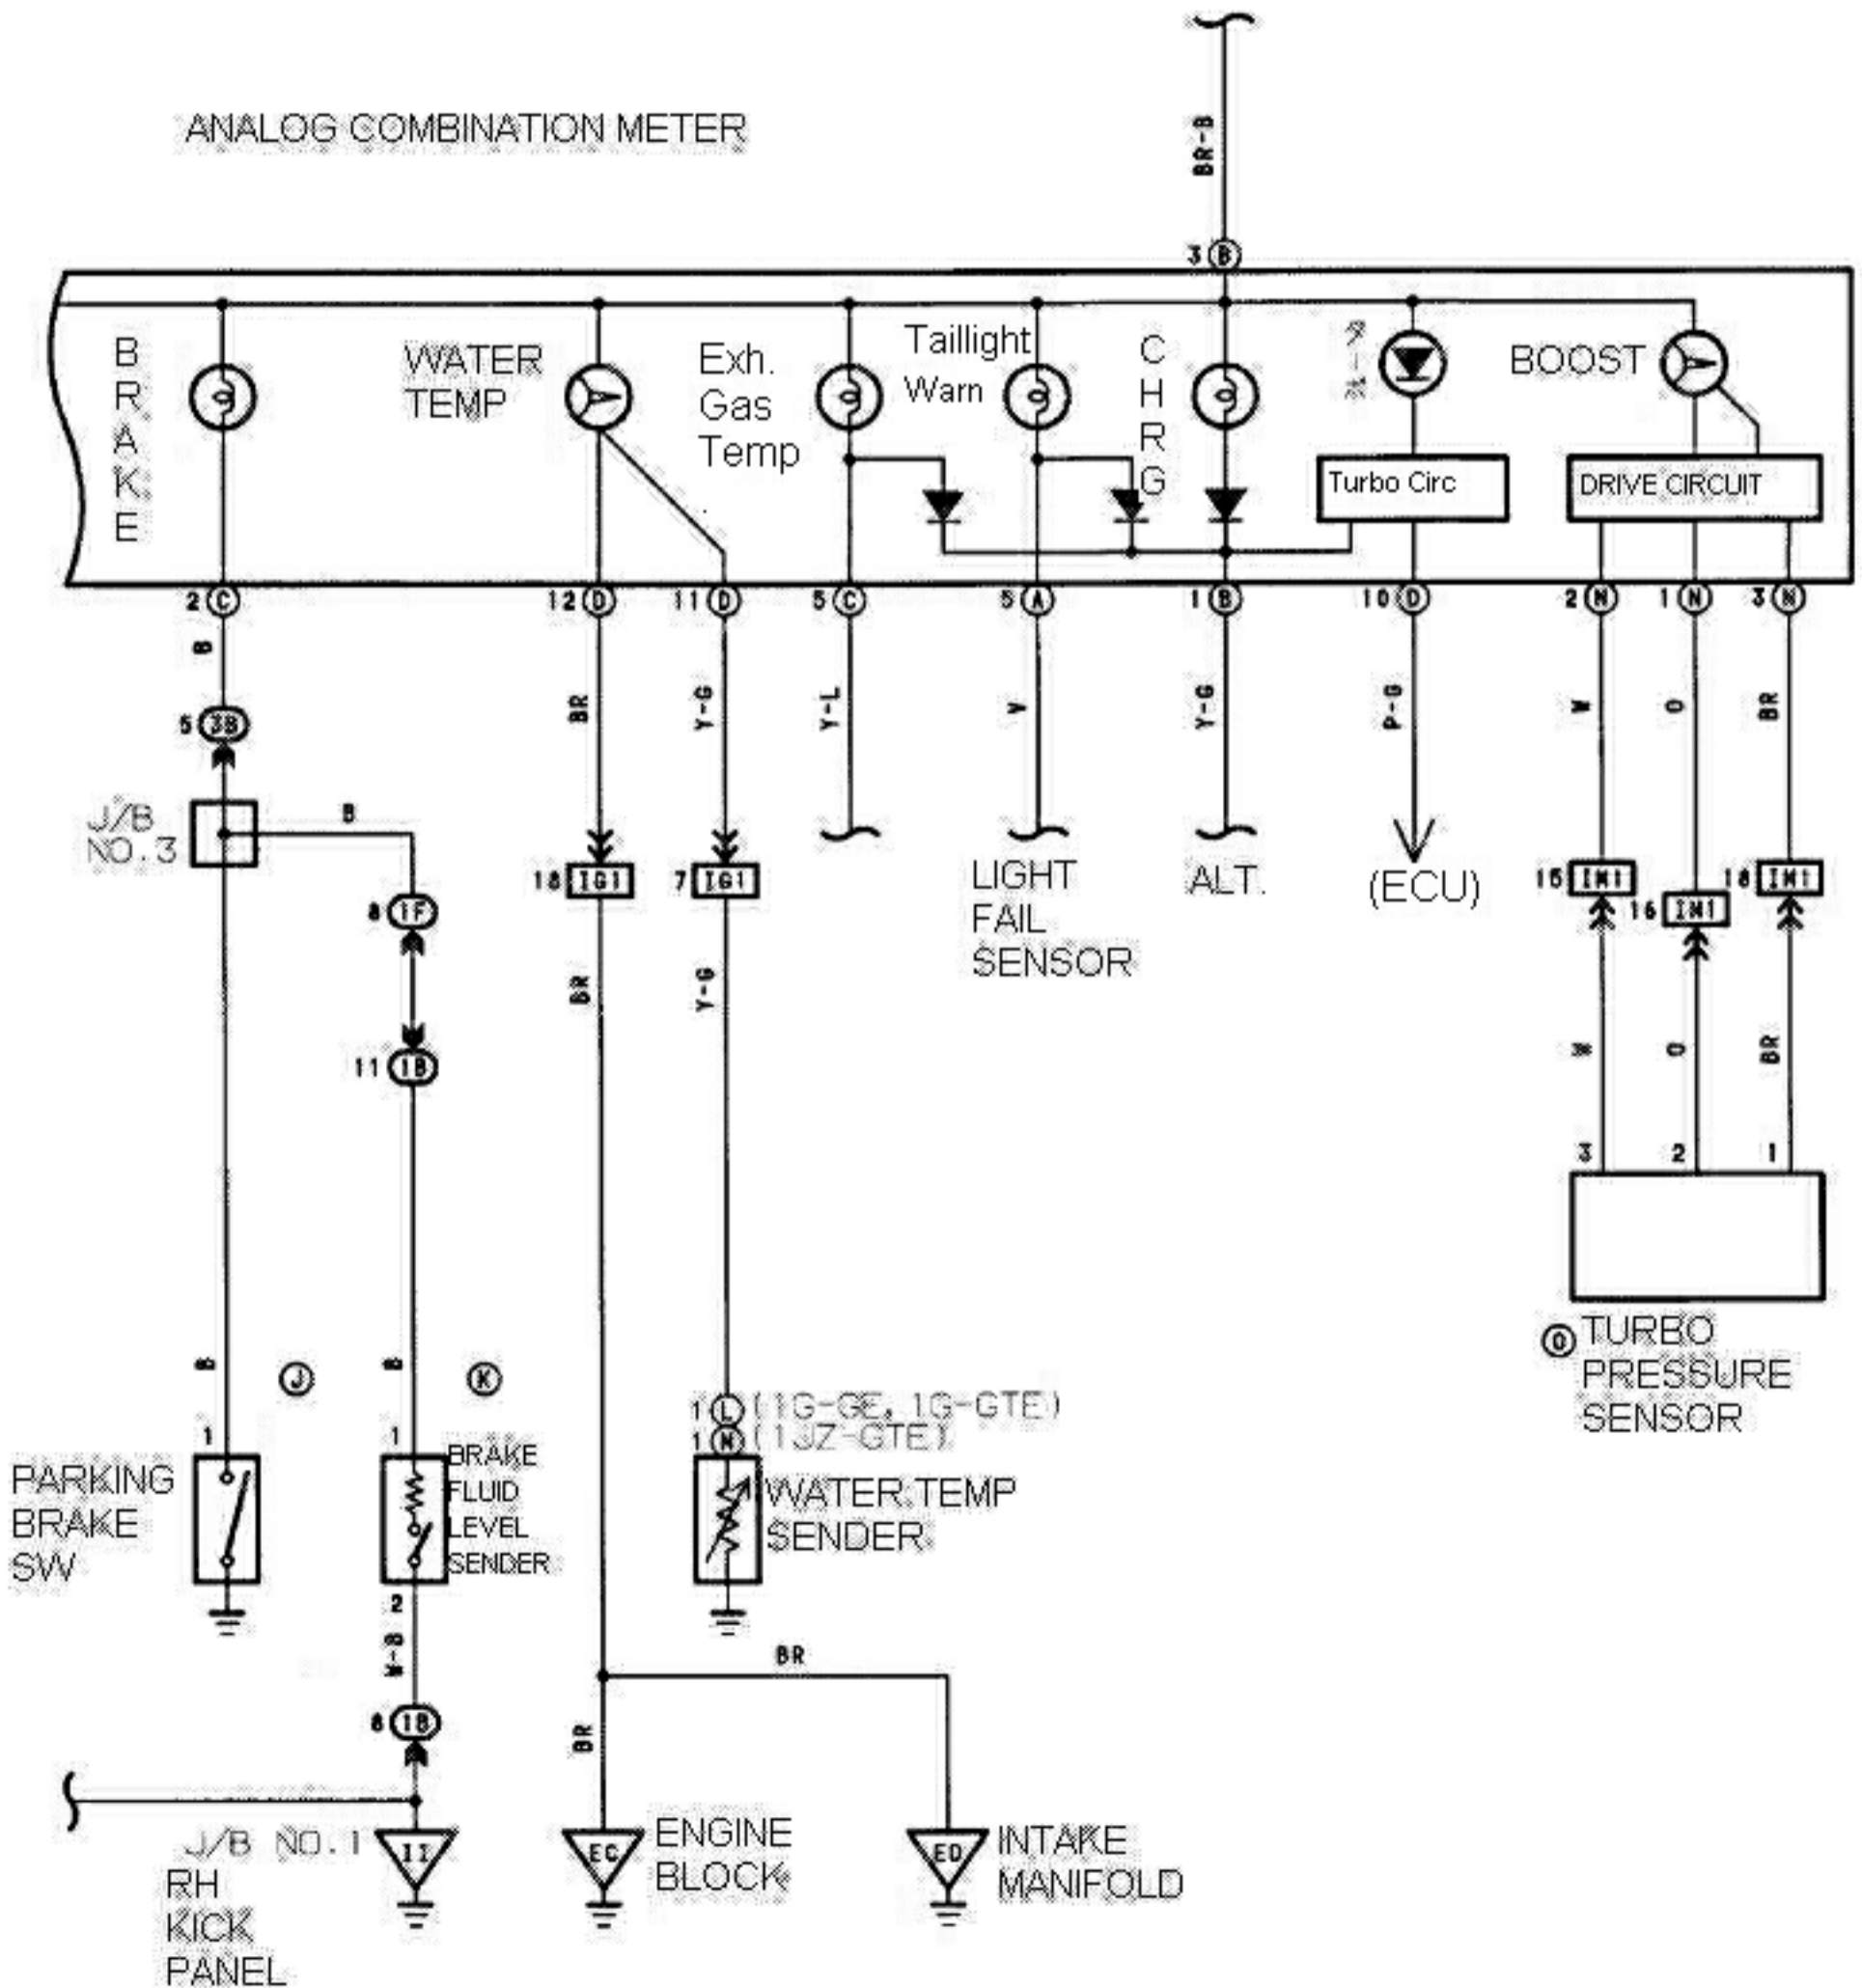 BR-B
ANALOG COMBINATION METER
3 B
BRAKE
WATER
TEMP
Exh.
Gas
Temp
Taillight
Warn
CHRG
BOOST
Turbo Circ
DRIVE CIRCUIT
2 C
12 D
11 D
5 C
5 A
1 B
10 D
2 N
1 N
3 N
B
BR
Y-G
Y-L
V
Y-G
P-G
W
O
BR
5 3B
J/B
NO.3
B
18 IG1
7 IG1
LIGHT
FAIL
SENSOR
ALT.
(ECU)
15 IM1
16 IM1
18 IM1
8 1F
BR
Y-G
11 1B
W
O
BR
3
2
1
TURBO
PRESSURE
SENSOR
B
J
B
K
1 L (1G-GE, 1G-GTE)
1 M (1JZ-GTE)
1
1
PARKING
BRAKE
SW
BRAKE
FLUID
LEVEL
SENDER
WATER TEMP
SENDER
2
W-B
BR
8 1B
BR
J/B NO.1
II
EC
ENGINE
BLOCK
ED
INTAKE
MANIFOLD
RH
KICK
PANEL